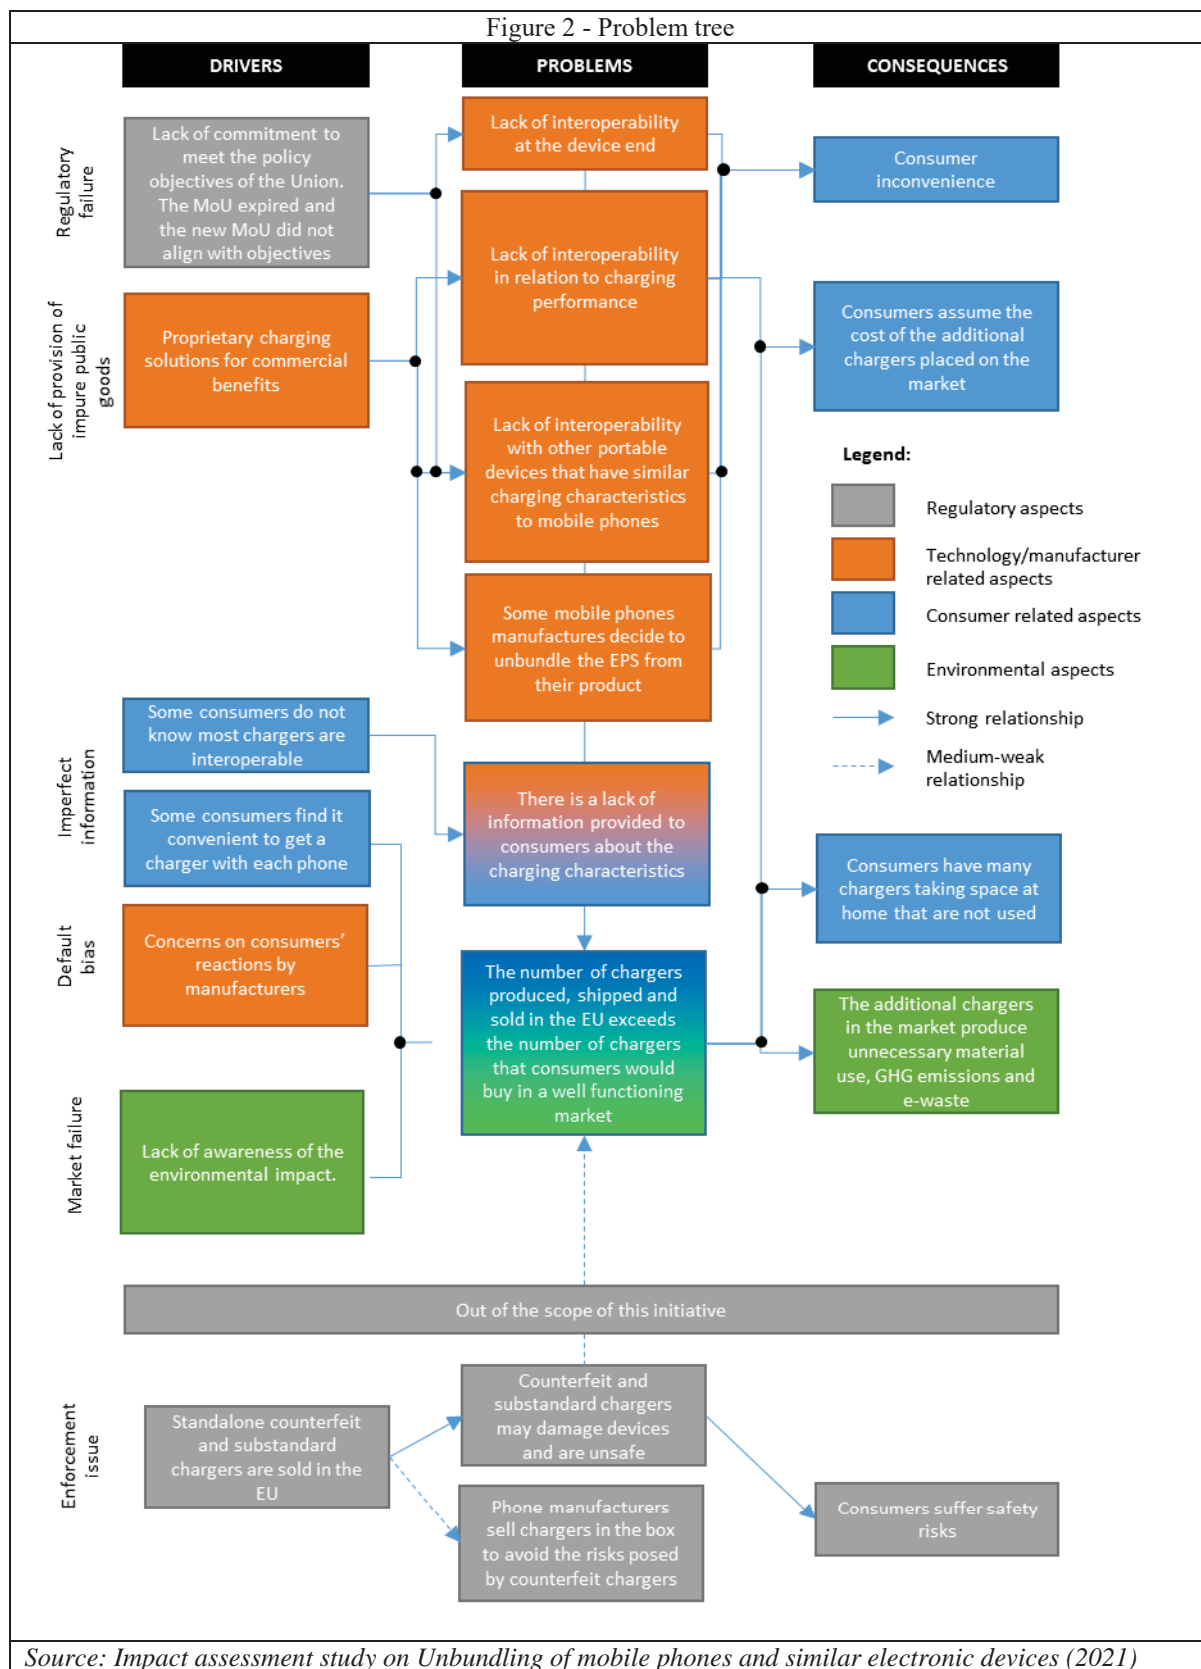 Figure 2 - Problem tree
DRIVERS
PROBLEMS
CONSEQUENCES
Regulatory
failure
Lack of commitment to
meet the policy
objectives of the Union.
The MoU expired and
the new MoU did not
align with objectives
Lack of interoperability
at the device end
Consumer
inconvenience
Lack of interoperability
in relation to charging
performance
Lack of provision of
impure public
goods
Proprietary charging
solutions for commercial
benefits
Consumers assume the
cost of the additional
chargers placed on the
market
Lack of interoperability
with other portable
devices that have similar
charging characteristics
to mobile phones
Legend:
Regulatory aspects
Technology/manufacturer
related aspects
Consumer related aspects
Environmental aspects
Strong relationship
Medium-weak
relationship
Some mobile phones
manufactures decide to
unbundle the EPS from
their product
Imperfect
information
Some consumers do not
know most chargers are
interoperable
Some consumers find it
convenient to get a
charger with each phone
There is a lack of
information provided to
consumers about the
charging characteristics
Consumers have many
chargers taking space at
home that are not used
Default
bias
Concerns on consumers’
reactions by
manufacturers
The number of chargers
produced, shipped and
sold in the EU exceeds
the number of chargers
that consumers would
buy in a well functioning
market
The additional chargers
in the market produce
unnecessary material
use, GHG emissions and
e-waste
Market failure
Lack of awareness of the
environmental impact.
Out of the scope of this initiative
Enforcement
issue
Standalone counterfeit
and substandard
chargers are sold in the
EU
Counterfeit and
substandard chargers
may damage devices
and are unsafe
Phone manufacturers
sell chargers in the box
to avoid the risks posed
by counterfeit chargers
Consumers suffer safety
risks
Source: Impact assessment study on Unbundling of mobile phones and similar electronic devices (2021)